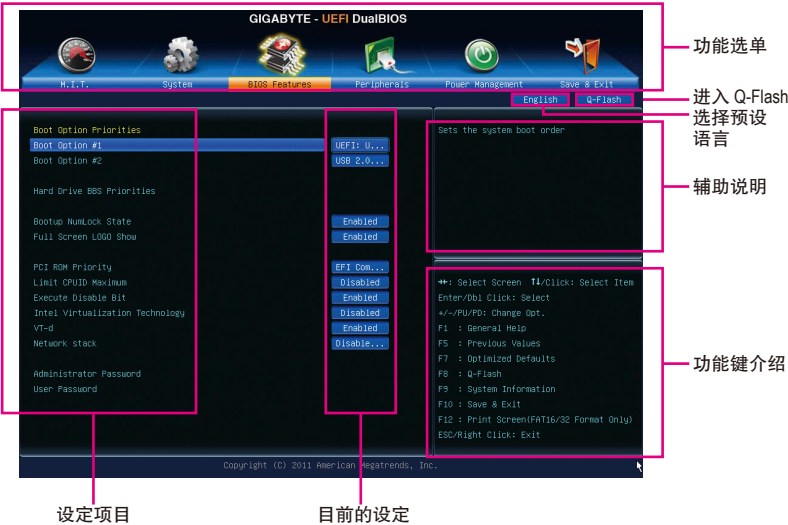 GIGABYTE - UEFI DualBIOS
M.I.T.
System
BIOS Features
Peripherals
Power Management
Save & Exit
功能选单
English
Q-Flash
进入 Q-Flash
选择预设
语言
Boot Option Priorities
Boot Option #1
UEFI: U...
Boot Option #2
USB 2.0...
Hard Drive BBS Priorities
Bootup NumLock State
Enabled
Full Screen LOGO Show
Enabled
PCI ROM Priority
EFI Com...
Limit CPUID Maximum
Disabled
Execute Disable Bit
Enabled
Intel Virtualization Technology
Disabled
VT-d
Enabled
Network stack
Disable...
Administrator Password
User Password
Sets the system boot order
辅助说明
→←: Select Screen ↑↓/Click: Select Item
Enter/Dbl Click: Select
+/-/PU/PD: Change Opt.
F1 : General Help
F5 : Previous Values
F7 : Optimized Defaults
F8 : Q-Flash
F9 : System Information
F10 : Save & Exit
F12 : Print Screen(FAT16/32 Format Only)
ESC/Right Click: Exit
功能键介绍
Copyright (C) 2011 American Megatrends, Inc.
设定项目
目前的设定